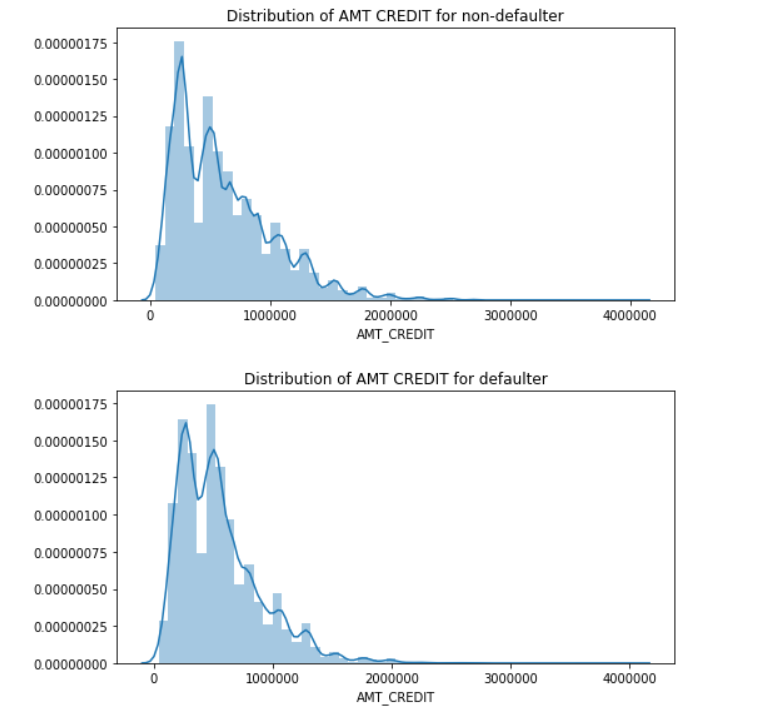 Distribution of AMT CREDIT for non-defaulter
0.00000175
0.00000150
0.00000125
0.00000100
0.00000075
0.00000050
0.00000025
0.00000000
0 1000000 2000000 3000000 4000000
AMT_CREDIT
Distribution of AMT CREDIT for defaulter
0.00000175
0.00000150
0.00000125
0.00000100
0.00000075
0.00000050
0.00000025
0.00000000
0 1000000 2000000 3000000 4000000
AMT_CREDIT